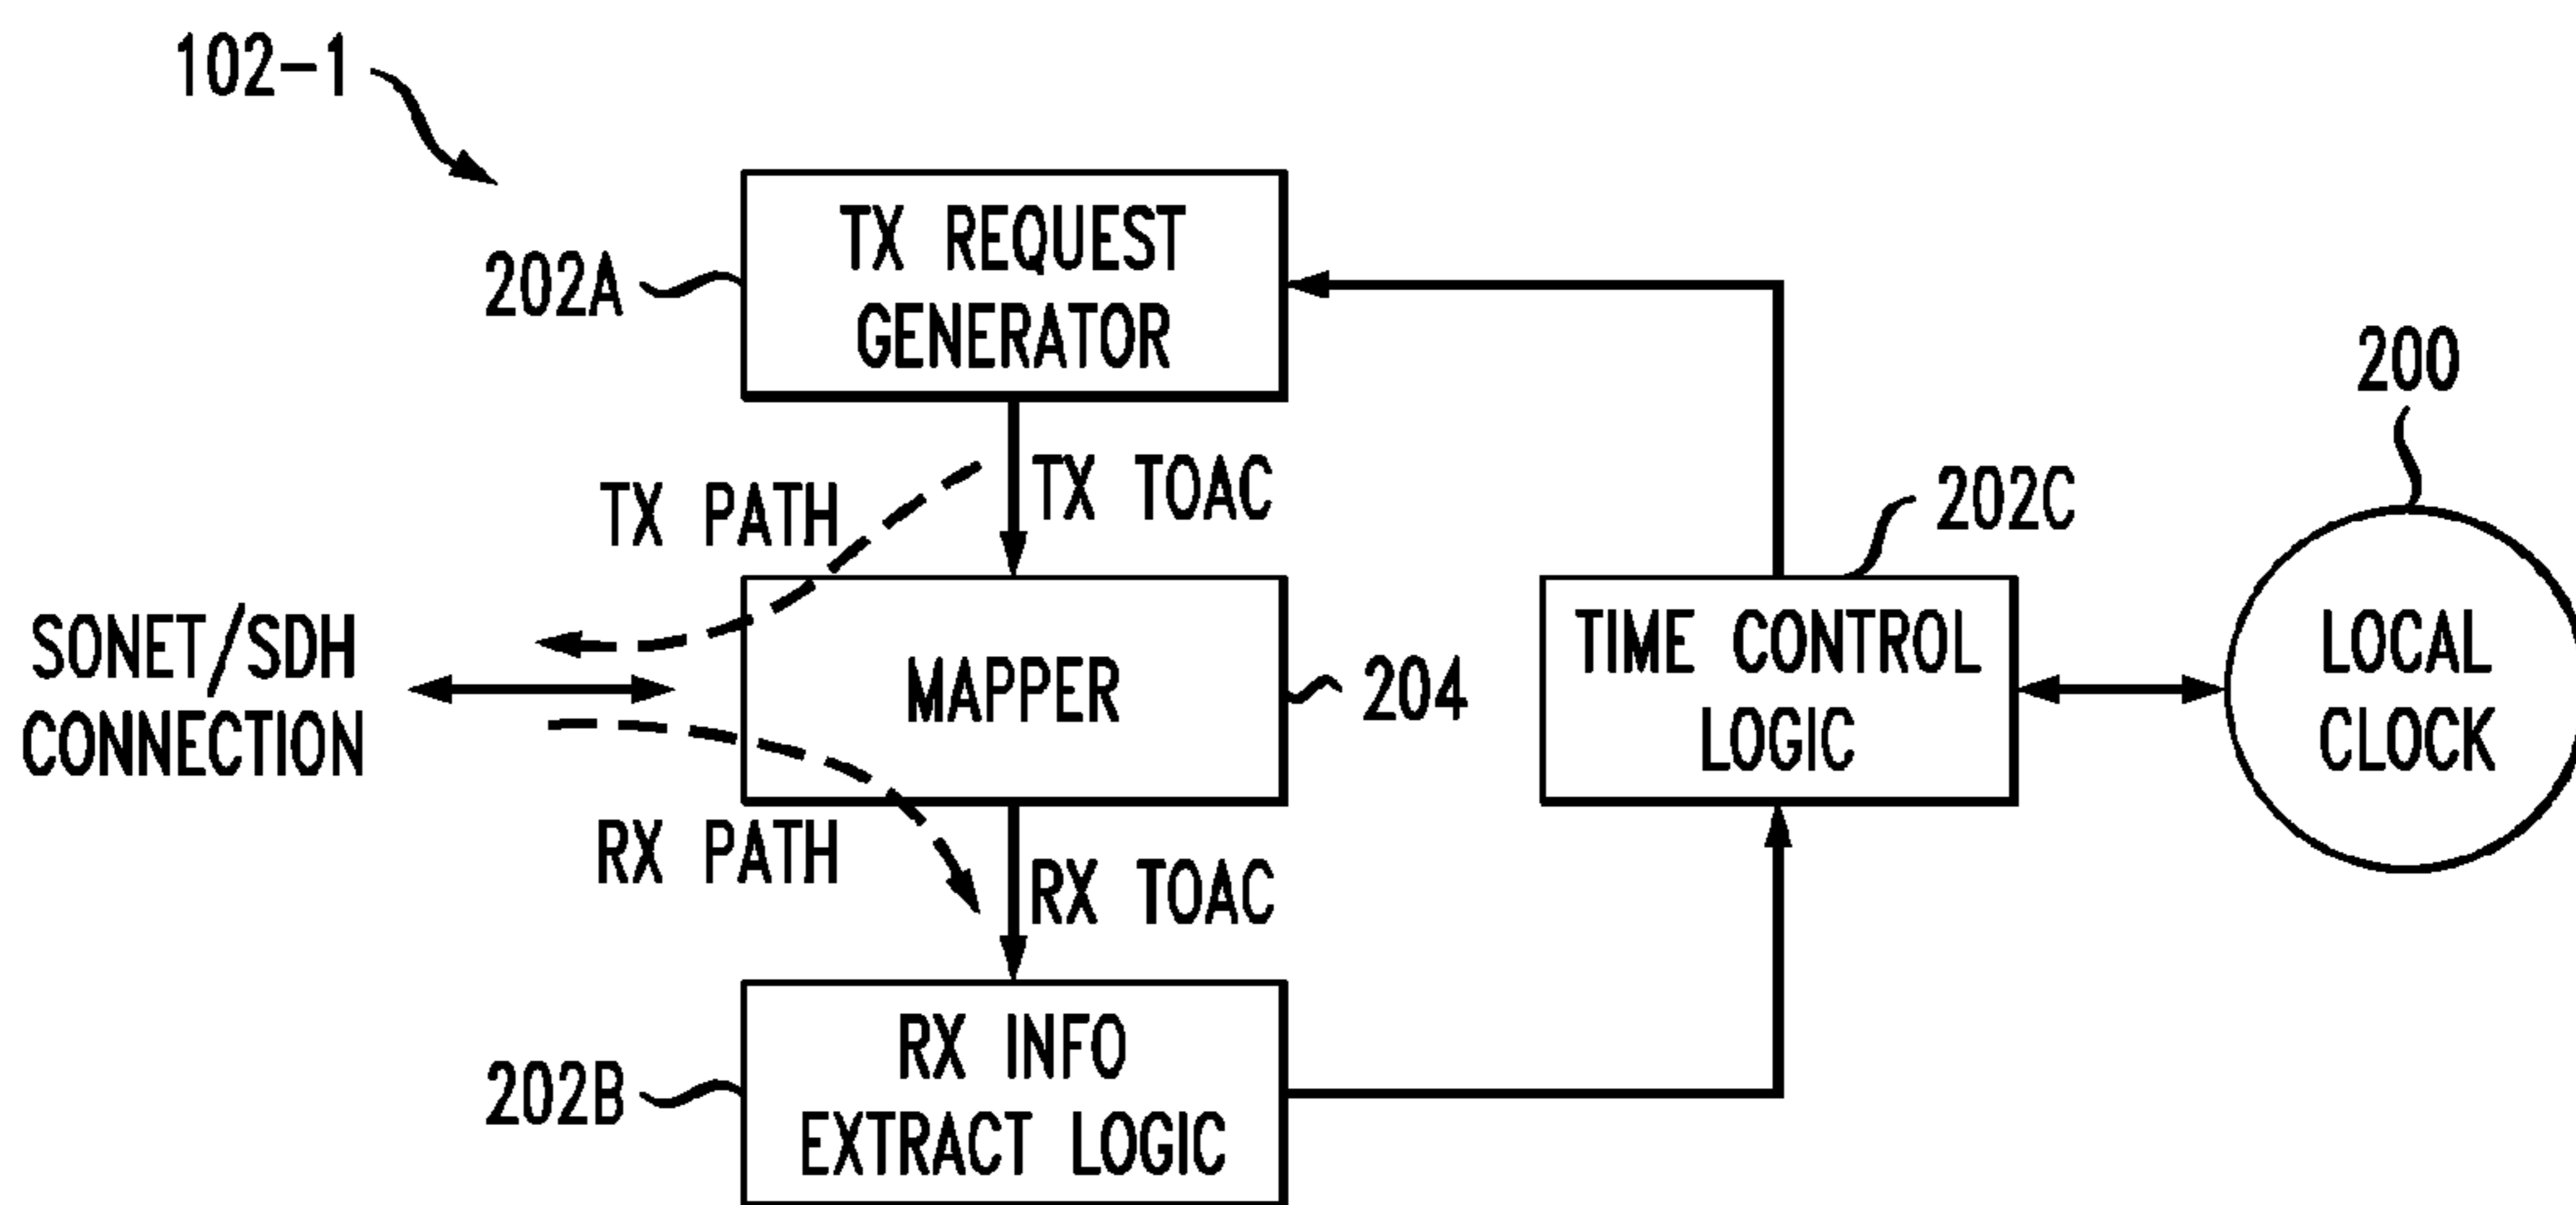 102-1
TX REQUEST
GENERATOR
202A
200
TX PATH
TX TOAC
202C
SONET/SDH
CONNECTION
MAPPER
204
TIME CONTROL
LOGIC
LOCAL
CLOCK
RX PATH
RX TOAC
202B
RX INFO
EXTRACT LOGIC